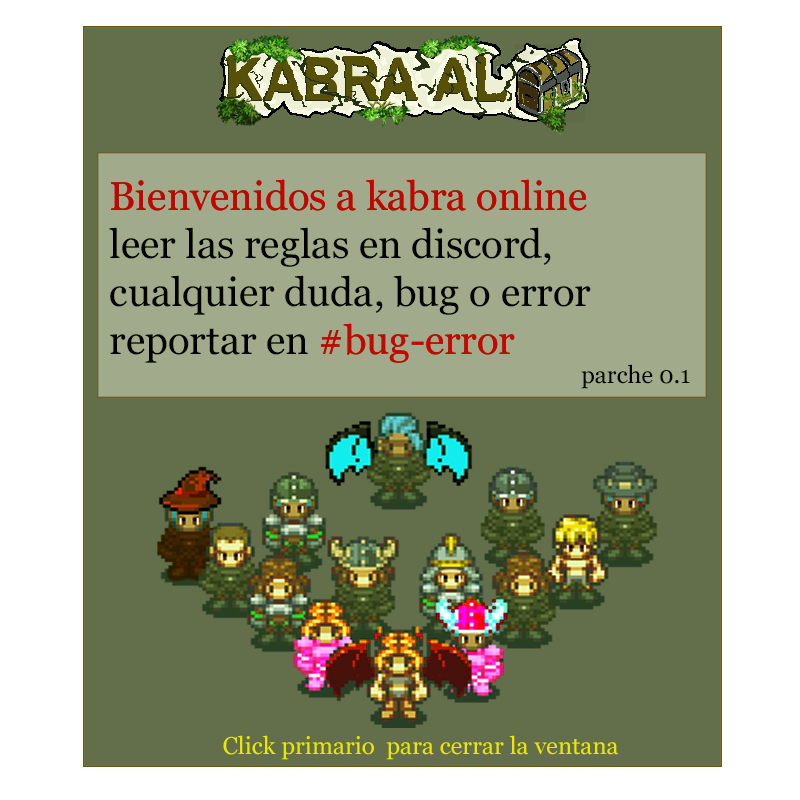 KABRA AL
Bienvenidos a kabra online
leer las reglas en discord,
cualquier duda, bug o error
reportar en #bug-error
parche 0.1
Click primario  para cerrar la ventana